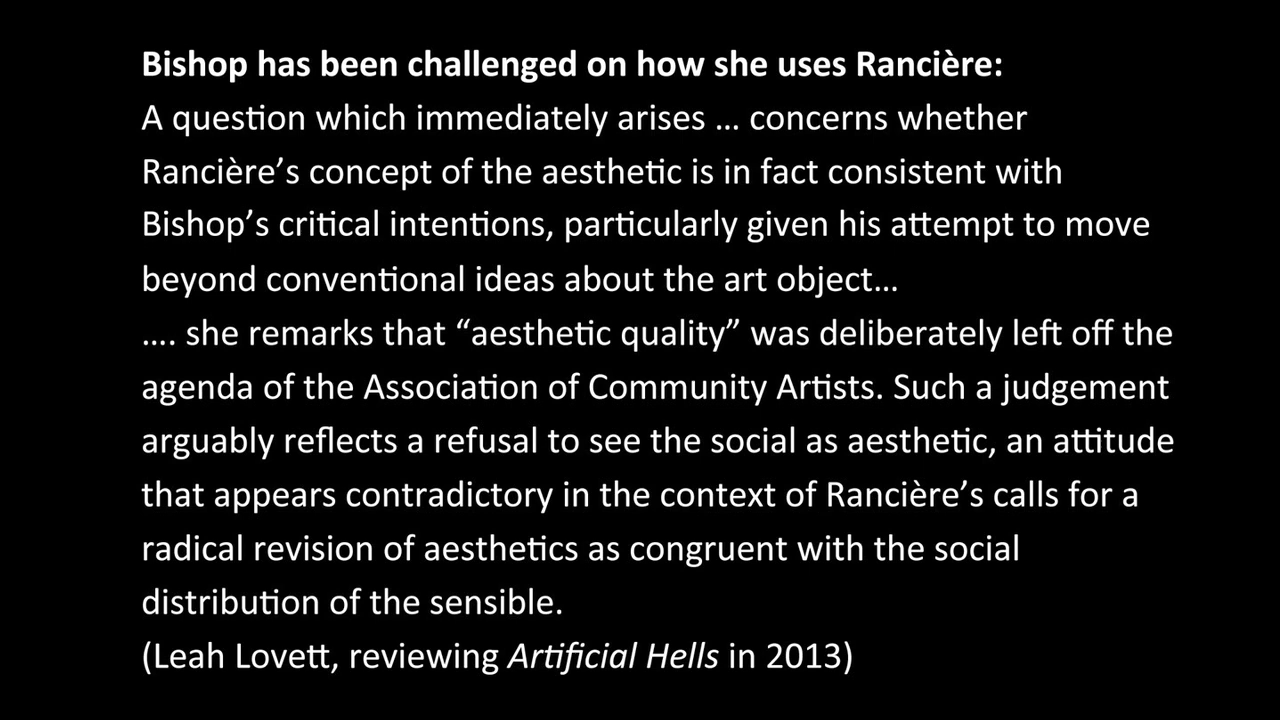 Bishop has been challenged on how she uses Rancière:
A question which immediately arises … concerns whether
Rancière’s concept of the aesthetic is in fact consistent with
Bishop’s critical intentions, particularly given his attempt to move
beyond conventional ideas about the art object…
…. she remarks that “aesthetic quality” was deliberately left off the
agenda of the Association of Community Artists. Such a judgement
arguably reflects a refusal to see the social as aesthetic, an attitude
that appears contradictory in the context of Rancière’s calls for a
radical revision of aesthetics as congruent with the social
distribution of the sensible.
(Leah Lovett, reviewing Artificial Hells in 2013)